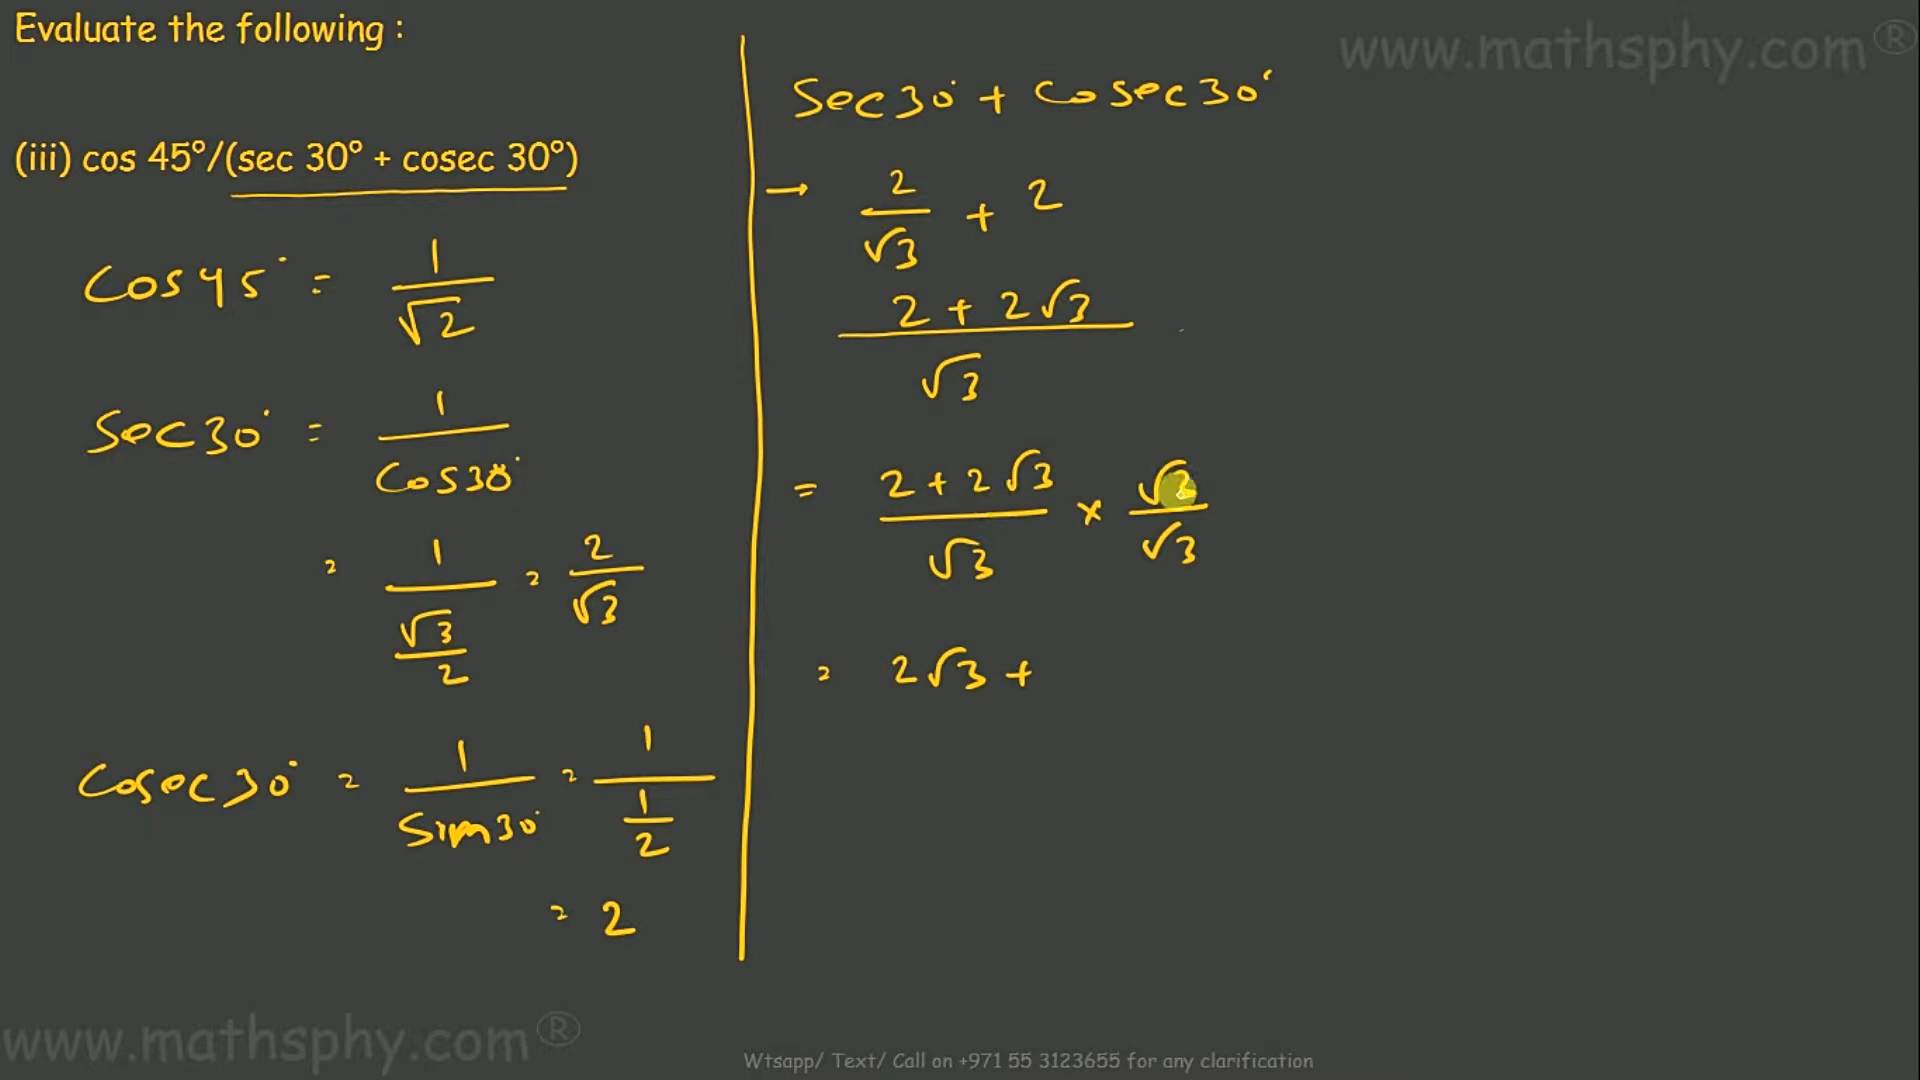 Evaluate the following :
www.mathsphy.com®
(iii) cos 45°/(sec 30° + cosec 30°)
Cos 45° = 1/√2
Sec 30° = 1/Cos 30°
= 1/(√3/2) = 2/√3
Cosec 30° = 1/Sin 30° = 1/(1/2)
= 2
Sec 30° + Cosec 30°
→ 2/√3 + 2
(2 + 2√3)/√3
= (2 + 2√3)/√3 × √3/√3
= 2√3 +
www.mathsphy.com®
Wtsapp/ Text/ Call on +971 55 3123655 for any clarification